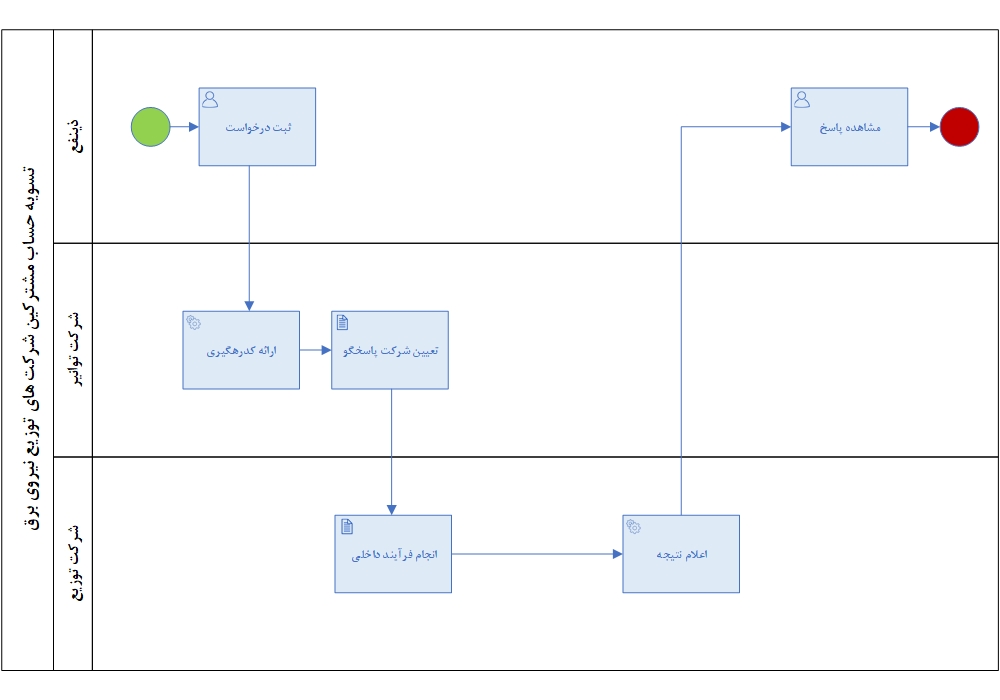 تسویه حساب مشترکین شرکت های توزیع نیروی برق
ذینفع
ثبت درخواست
مشاهده پاسخ
شرکت توانیر
ارائه کدرهگیری
تعیین شرکت پاسخگو
شرکت توزیع
انجام فرآیند داخلی
اعلام نتیجه